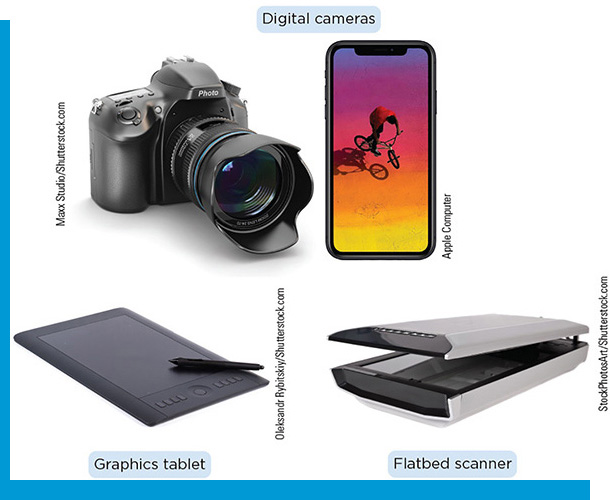 Digital cameras
Photo
Maxx Studio/Shutterstock.com
Apple Computer
Oleksandr Rybitskiy/Shutterstock.com
StockPhotosArt/Shutterstock.com
Graphics tablet
Flatbed scanner